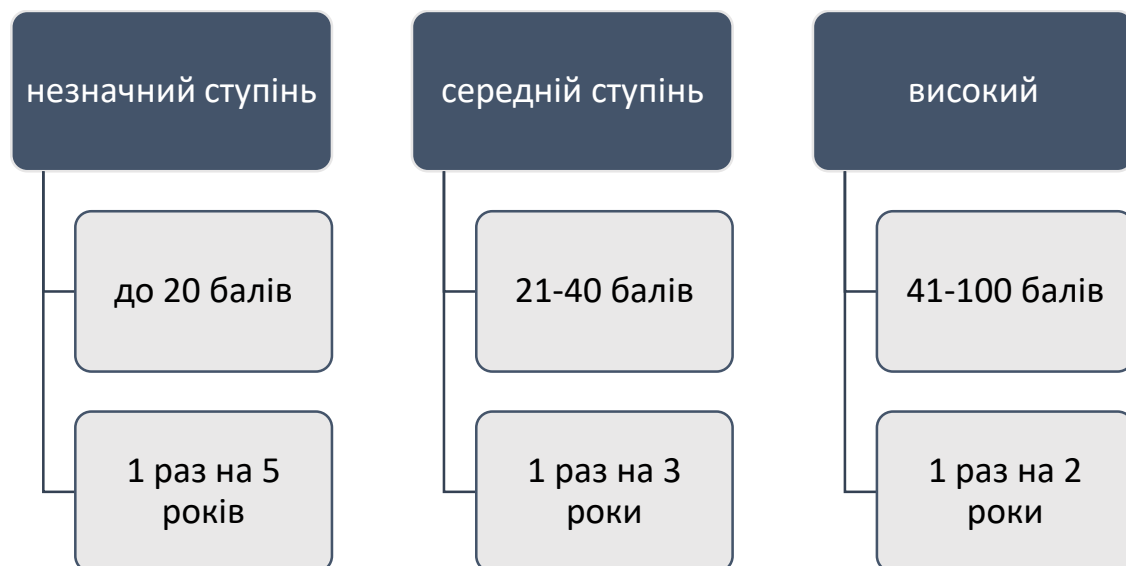 незначний ступінь
до 20 балів
1 раз на 5
років
середній ступінь
21-40 балів
1 раз на 3
роки
високий
41-100 балів
1 раз на 2
роки